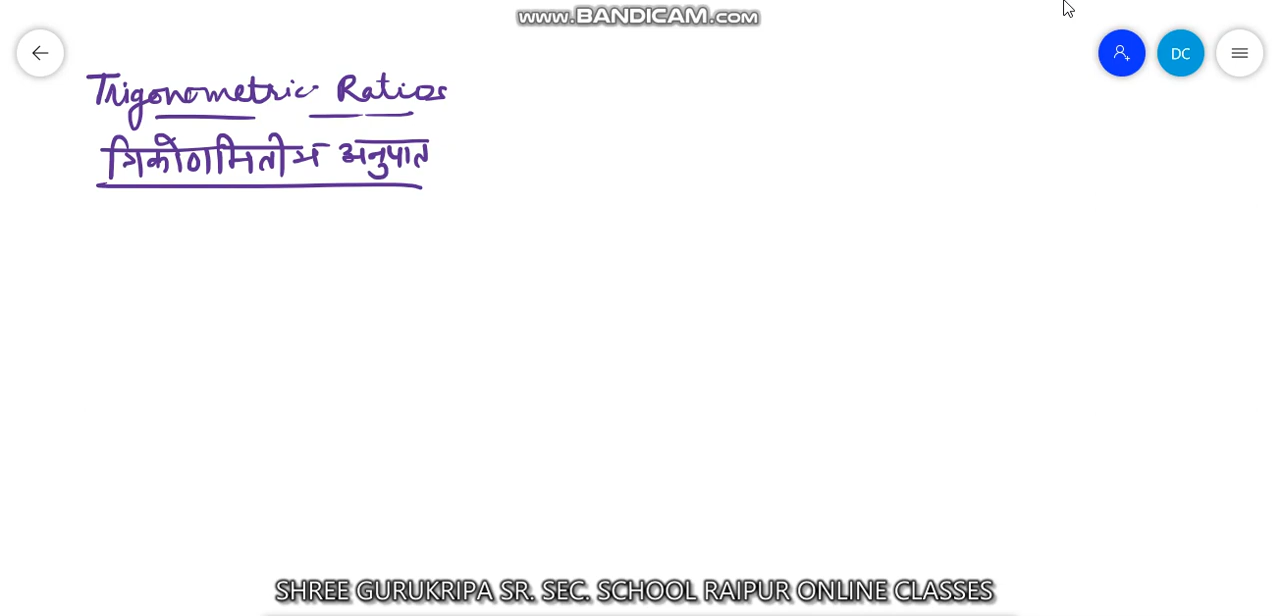 WWW.BANDICAM.COM
DC
Trigonometric Ratios
त्रिकोणमितीय अनुपात
SHREE GURUKRIPA SR. SEC. SCHOOL RAIPUR ONLINE CLASSES